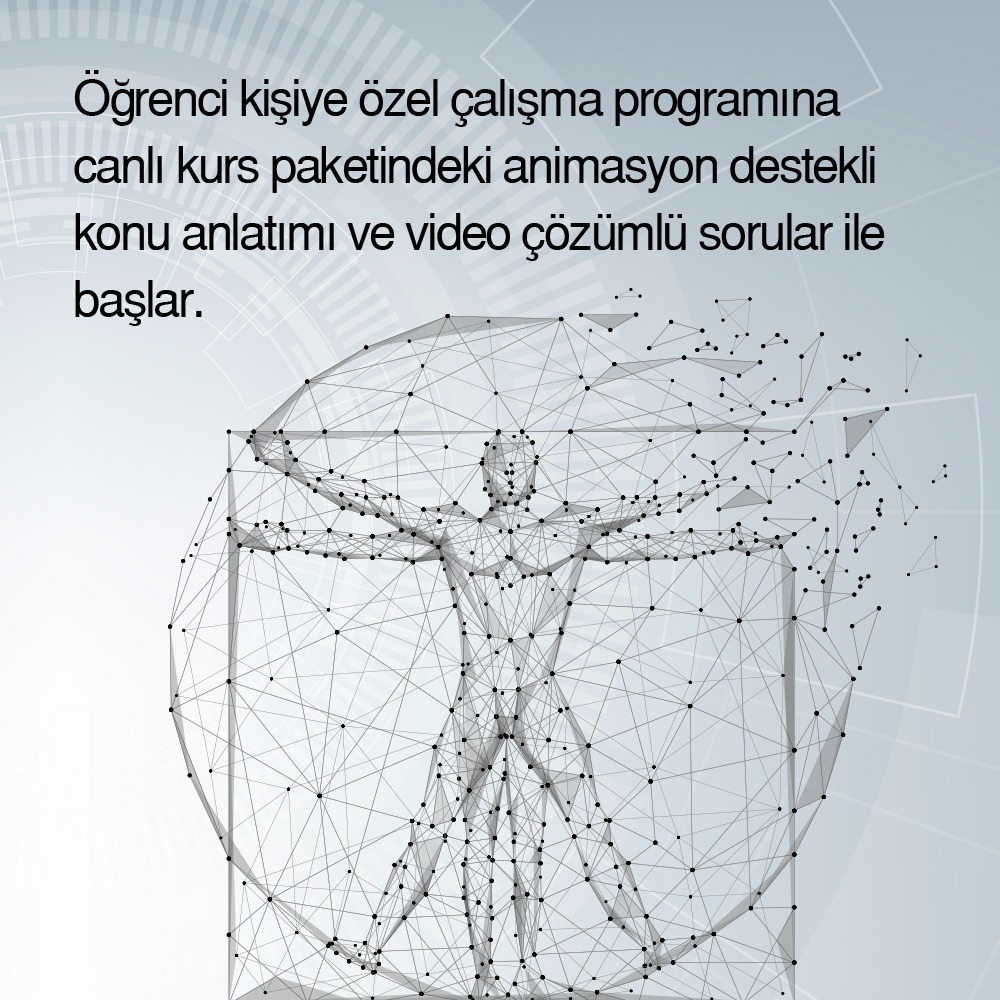 Öğrenci kişiye özel çalışma programına
canlı kurs paketindeki animasyon destekli
konu anlatımı ve video çözümlü sorular ile
başlar.